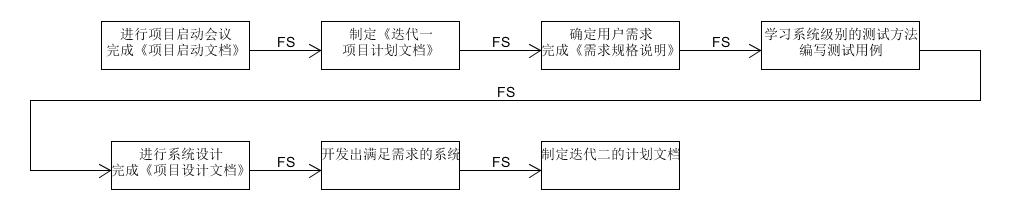 进行项目启动会议
完成《项目启动文档》
FS
制定《迭代一
项目计划文档》
FS
确定用户需求
完成《需求规格说明》
FS
学习系统级别的测试方法
编写测试用例
FS
进行系统设计
完成《项目设计文档》
FS
开发出满足需求的系统
FS
制定迭代二的计划文档